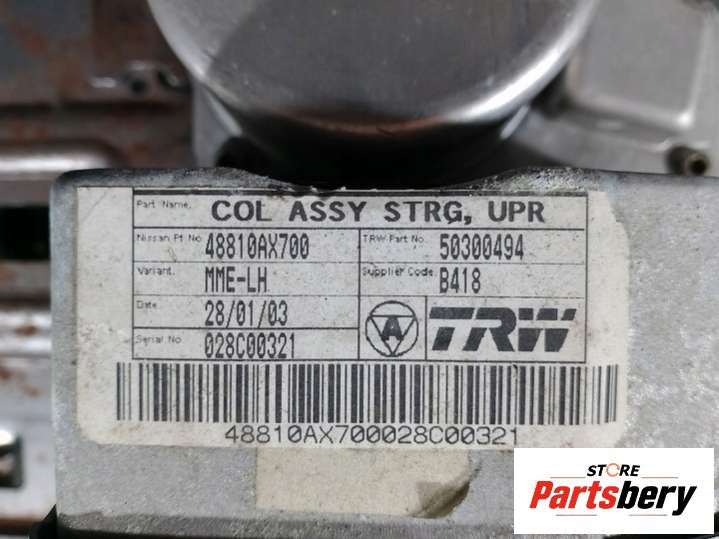 Part Name. COL ASSY STRG, UPR
Nissan Pt No 48810AX700 TRW Part No. 50300494
Variant. MME-LH Supplier Code B418
Date 28/01/03
Serial No 028C00321
A TRW
48810AX700028C00321
STORE
Partsbery